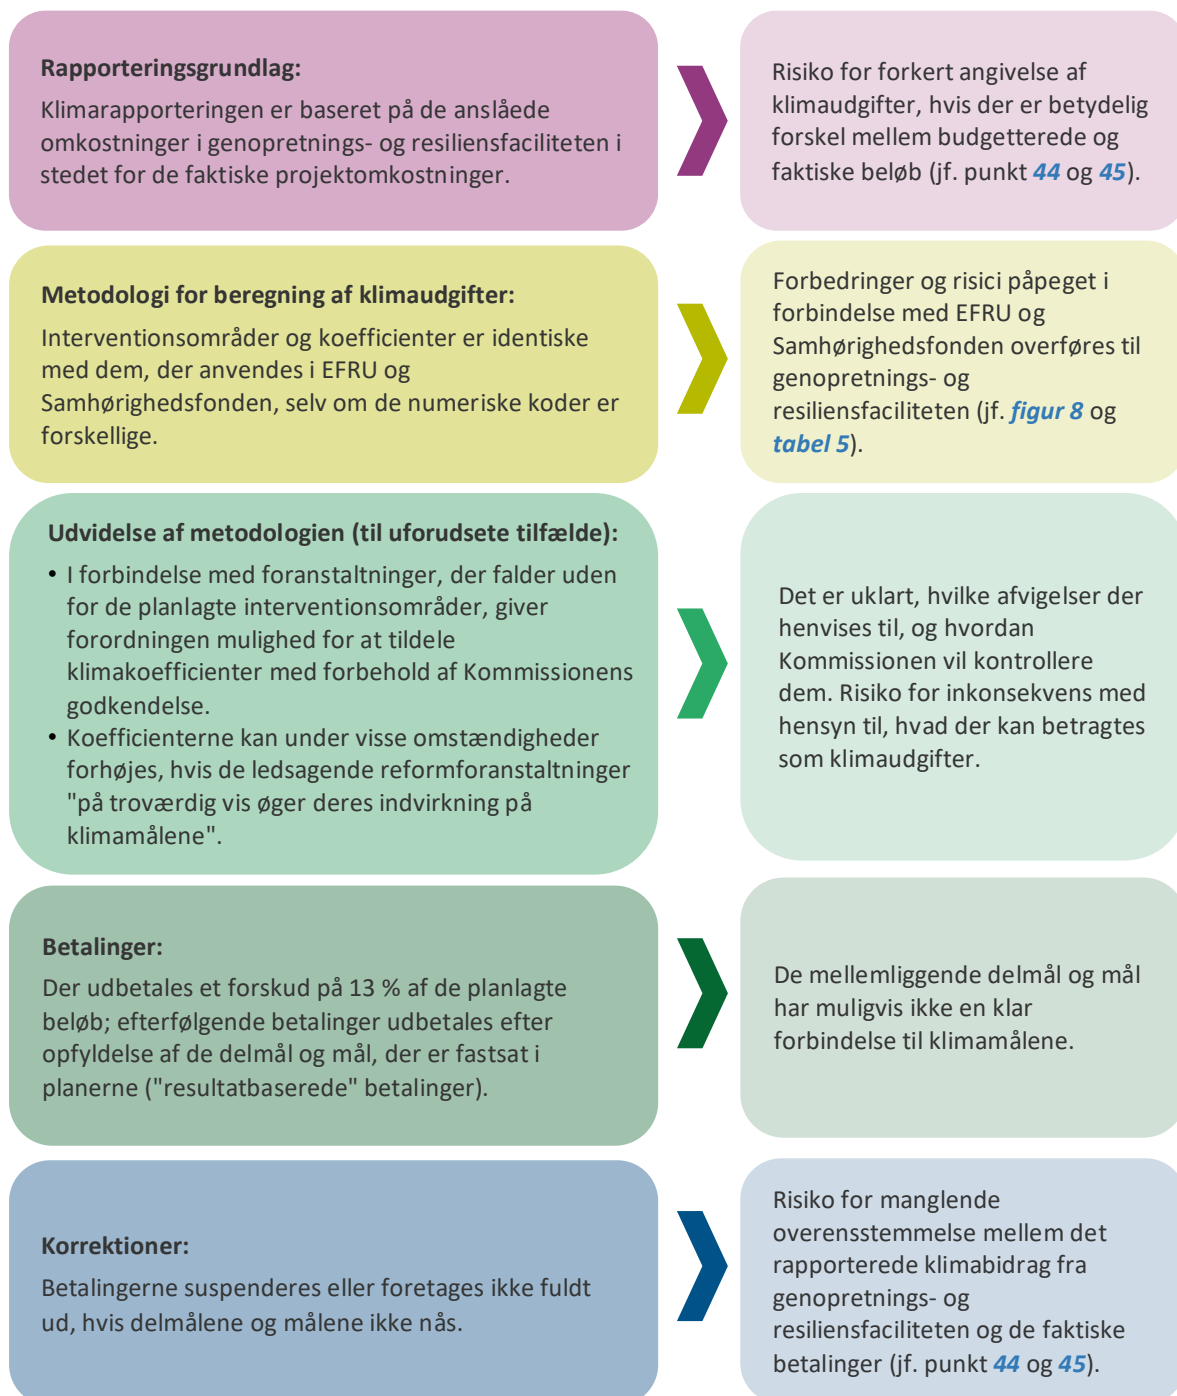 Rapporteringsgrundlag:
Klimarapporteringen er baseret på de anslåede
omkostninger i genopretnings- og resiliensfaciliteten i
stedet for de faktiske projektomkostninger.
Risiko for forkert angivelse af
klimaudgifter, hvis der er betydelig
forskel mellem budgetterede og
faktiske beløb (jf. punkt 44 og 45).
Metodologi for beregning af klimaudgifter:
Interventionsområder og koefficienter er identiske
med dem, der anvendes i EFRU og
Samhørighedsfonden, selv om de numeriske koder er
forskellige.
Forbedringer og risici påpeget i
forbindelse med EFRU og
Samhørighedsfonden overføres til
genopretnings- og
resiliensfaciliteten (jf. figur 8 og
tabel 5).
Udvidelse af metodologien (til uforudsete tilfælde):
• I forbindelse med foranstaltninger, der falder uden
for de planlagte interventionsområder, giver
forordningen mulighed for at tildele
klimakoefficienter med forbehold af Kommissionens
godkendelse.
• Koefficienterne kan under visse omstændigheder
forhøjes, hvis de ledsagende reformforanstaltninger
"på troværdig vis øger deres indvirkning på
klimamålene".
Det er uklart, hvilke afvigelser der
henvises til, og hvordan
Kommissionen vil kontrollere
dem. Risiko for inkonsekvens med
hensyn til, hvad der kan betragtes
som klimaudgifter.
Betalinger:
Der udbetales et forskud på 13 % af de planlagte
beløb; efterfølgende betalinger udbetales efter
opfyldelse af de delmål og mål, der er fastsat i
planerne ("resultatbaserede" betalinger).
De mellemliggende delmål og mål
har muligvis ikke en klar
forbindelse til klimamålene.
Korrektioner:
Betalingerne suspenderes eller foretages ikke fuldt
ud, hvis delmålene og målene ikke nås.
Risiko for manglende
overensstemmelse mellem det
rapporterede klimabidrag fra
genopretnings- og
resiliensfaciliteten og de faktiske
betalinger (jf. punkt 44 og 45).